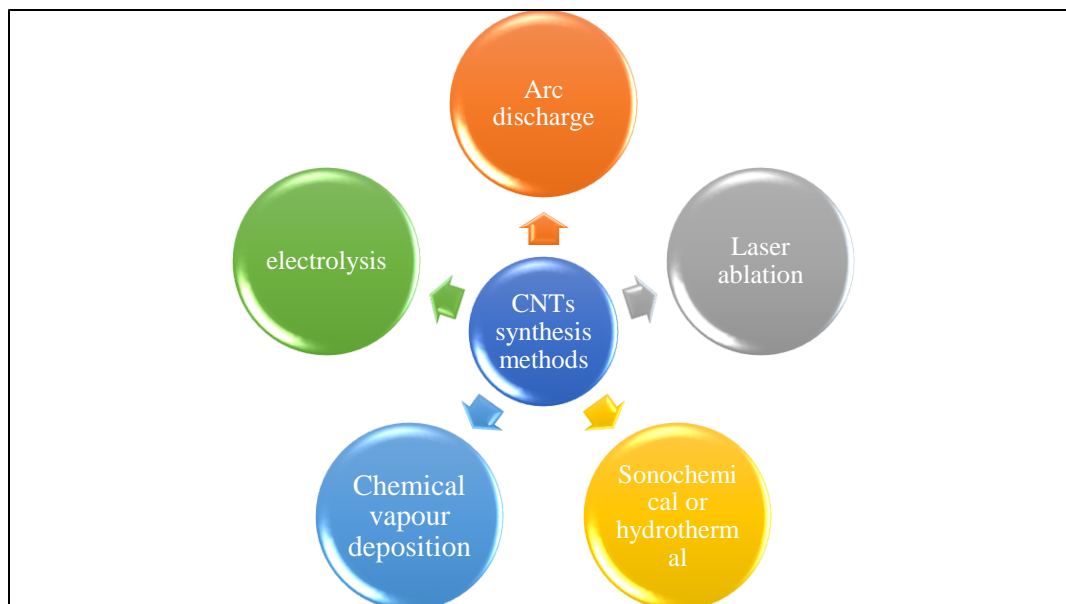 Arc
discharge
Laser
ablation
electrolysis
CNTs
synthesis
methods
Chemical
vapour
deposition
Sonochemi
cal or
hydrotherm
al